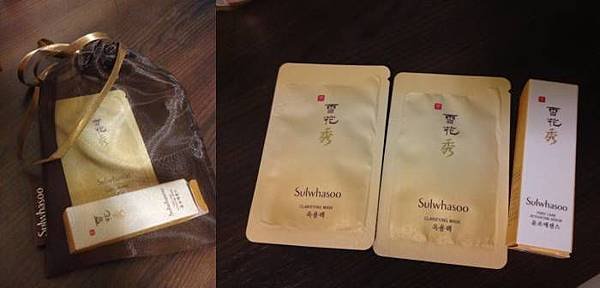 Sulwhasoo
雪
花
秀
Sulwhasoo
CLARIFYING MASK
옥용팩
雪
花
秀
Sulwhasoo
CLARIFYING MASK
옥용팩
雪
花
秀
Sulwhasoo
FIRST CARE
ACTIVATING SERUM
윤조에센스